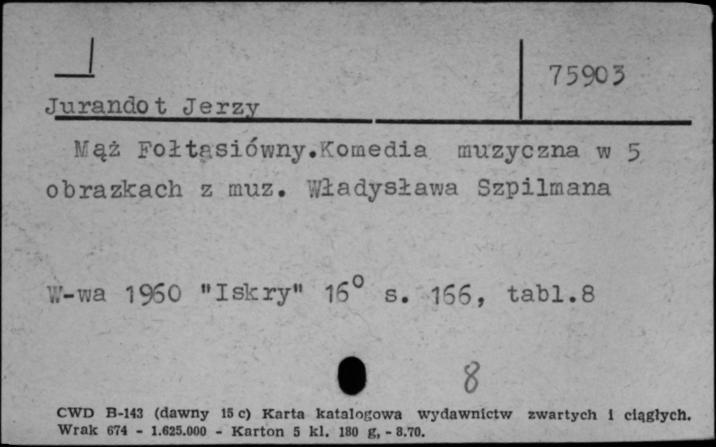 75903
Jurandot Jerzy
Mąż Fołtasiówny.Komedia muzyczna w 5
obrazkach z muz. Władysława Szpilmana
W-wa 1960 "Iskry" 16° s. 166, tabl.8
8
CWD B-143 (dawny 15 c) Karta katalogowa wydawnictw zwartych i ciągłych.
Wrak 674 - 1.625.000 - Karton 5 kl. 180 g, - 8.70.